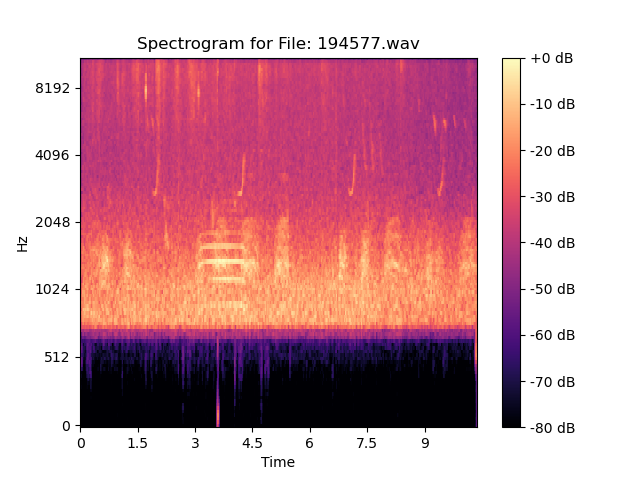 Spectrogram for File: 194577.wav
8192
4096
2048
1024
512
0
Hz
0 1.5 3 4.5 6 7.5 9
Time
+0 dB
-10 dB
-20 dB
-30 dB
-40 dB
-50 dB
-60 dB
-70 dB
-80 dB